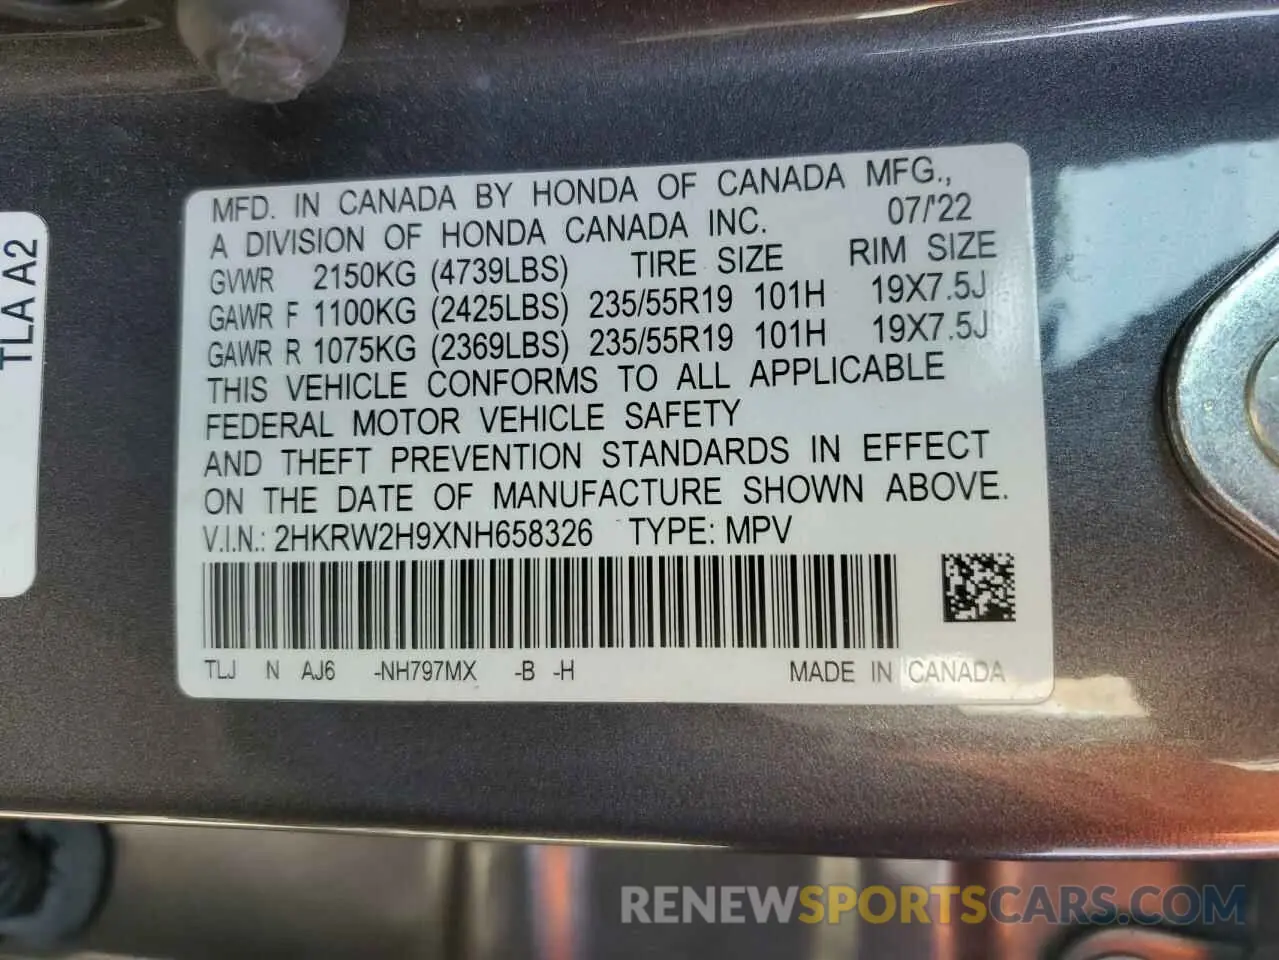 MFD. IN CANADA BY HONDA OF CANADA MFG.,
A DIVISION OF HONDA CANADA INC. 07/'22
GVWR 2150KG (4739LBS) TIRE SIZE RIM SIZE
GAWR F 1100KG (2425LBS) 235/55R19 101H 19X7.5J
GAWR R 1075KG (2369LBS) 235/55R19 101H 19X7.5J
THIS VEHICLE CONFORMS TO ALL APPLICABLE
FEDERAL MOTOR VEHICLE SAFETY
AND THEFT PREVENTION STANDARDS IN EFFECT
ON THE DATE OF MANUFACTURE SHOWN ABOVE.
V.I.N.: 2HKRW2H9XNH658326 TYPE: MPV
TLJ N AJ6 -NH797MX -B -H MADE IN CANADA
TLA A2
RENEWSPORTSCARS.COM